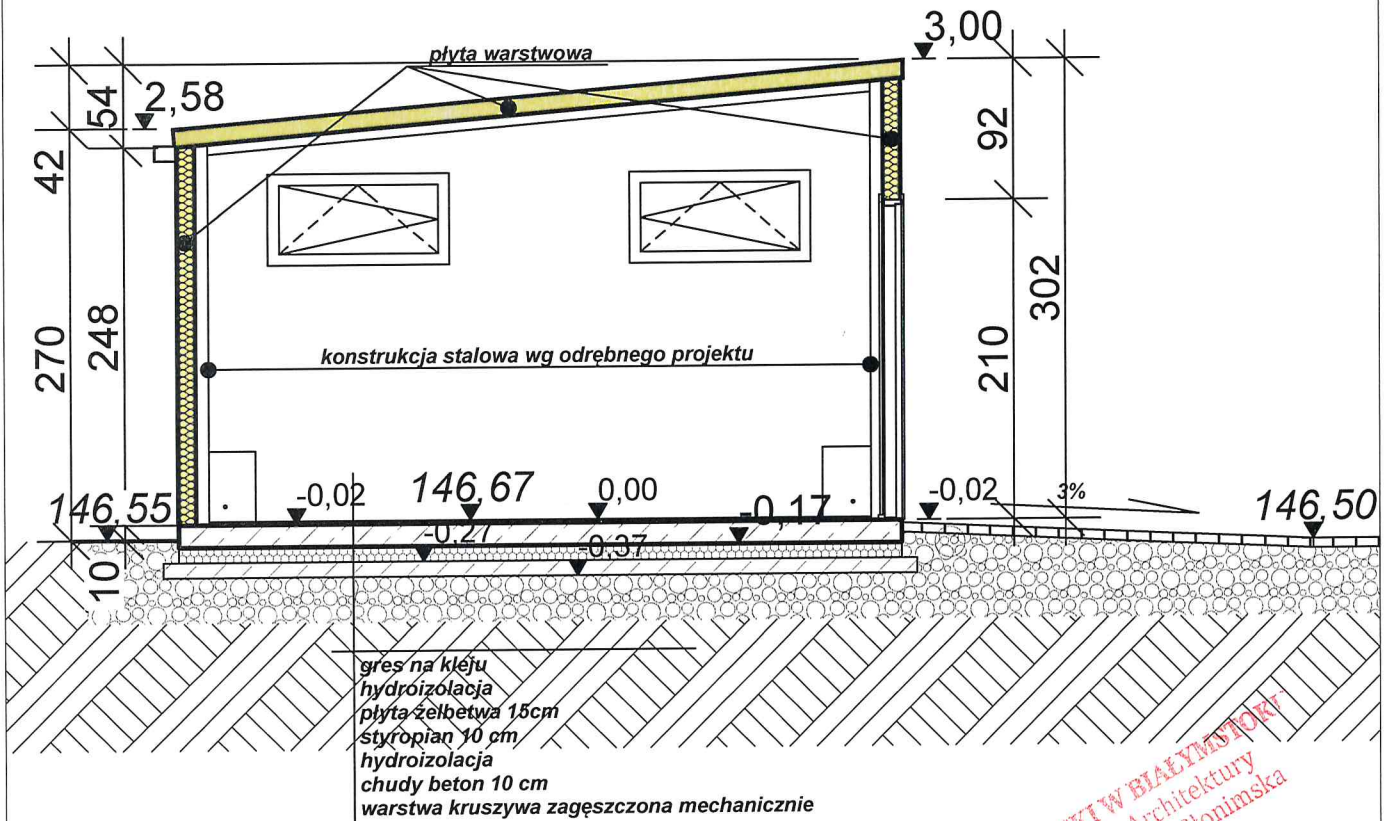 3,00
płyta warstwowa
54
2,58
42
92
302
270
248
210
konstrukcja stalowa wg odrębnego projektu
146,55
-0,02
146,67
0,00
-0,17
-0,02
3%
146,50
-0,27
-0,37
10
gres na kleju
hydroizolacja
płyta żelbetwa 15cm
styropian 10 cm
hydroizolacja
chudy beton 10 cm
warstwa kruszywa zagęszczona mechanicznie
W BIAŁYMSTOKU